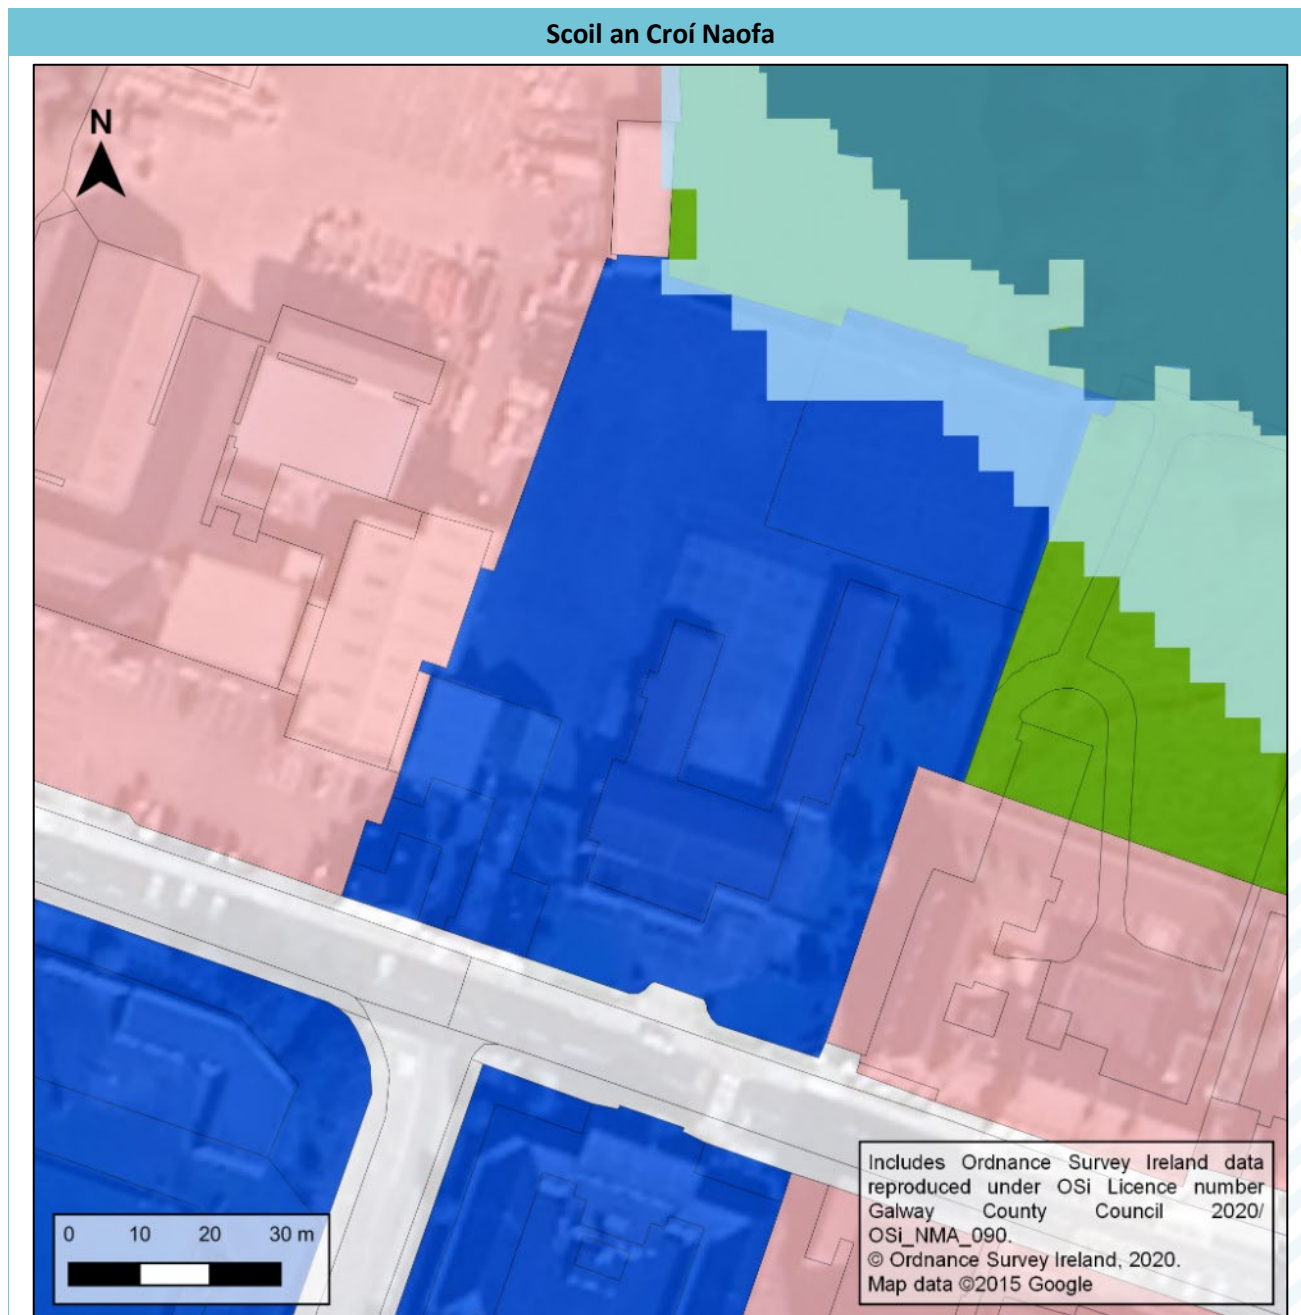 Scoil an Croí Naofa
N
0 10 20 30 m
Includes Ordnance Survey Ireland data
reproduced under OSi Licence number
Galway County Council 2020/
OSi_NMA_090.
© Ordnance Survey Ireland, 2020.
Map data ©2015 Google